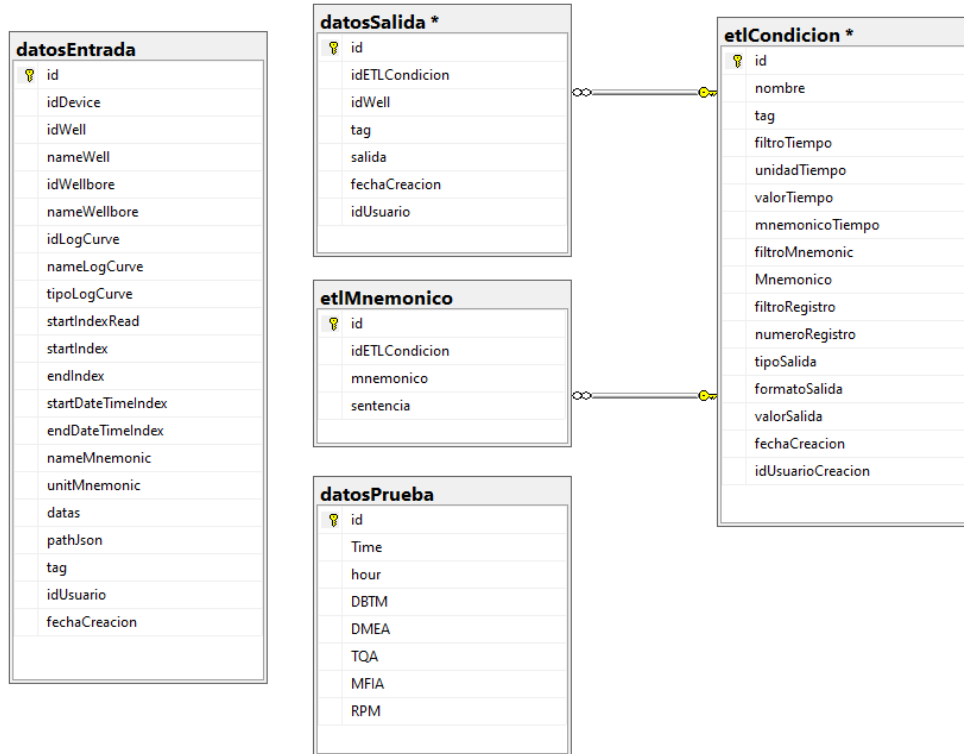 datosEntrada
id
idDevice
idWell
nameWell
idWellbore
nameWellbore
idLogCurve
nameLogCurve
tipoLogCurve
startIndexRead
startIndex
endIndex
startDateTimeIndex
endDateTimeIndex
nameMnemonic
unitMnemonic
datas
pathJson
tag
idUsuario
fechaCreacion
datosSalida *
id
idETLCondicion
idWell
tag
salida
fechaCreacion
idUsuario
etlMnemonico
id
idETLCondicion
mnemonico
sentencia
datosPrueba
id
Time
hour
DBTM
DMEA
TQA
MFIA
RPM
etlCondicion *
id
nombre
tag
filtroTiempo
unidadTiempo
valorTiempo
mnemonicoTiempo
filtroMnemonic
Mnemonico
filtroRegistro
numeroRegistro
tipoSalida
formatoSalida
valorSalida
fechaCreacion
idUsuarioCreacion